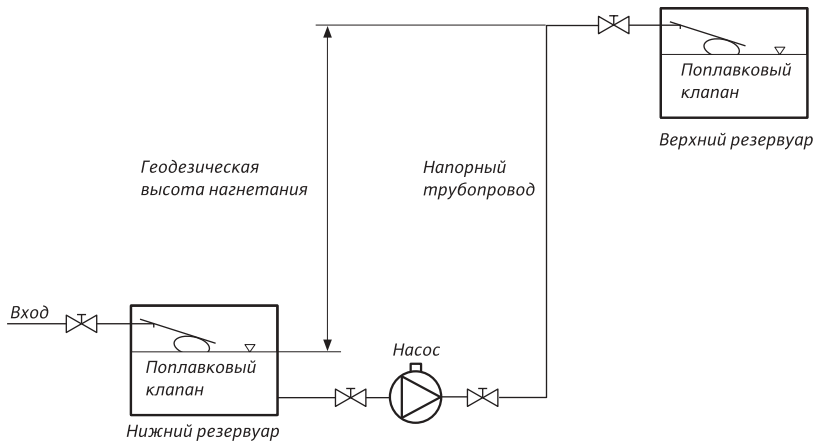 Поплавковый
клапан
Верхний резервуар
Геодезическая
высота нагнетания
Напорный
трубопровод
Вход
Насос
Поплавковый
клапан
Нижний резервуар